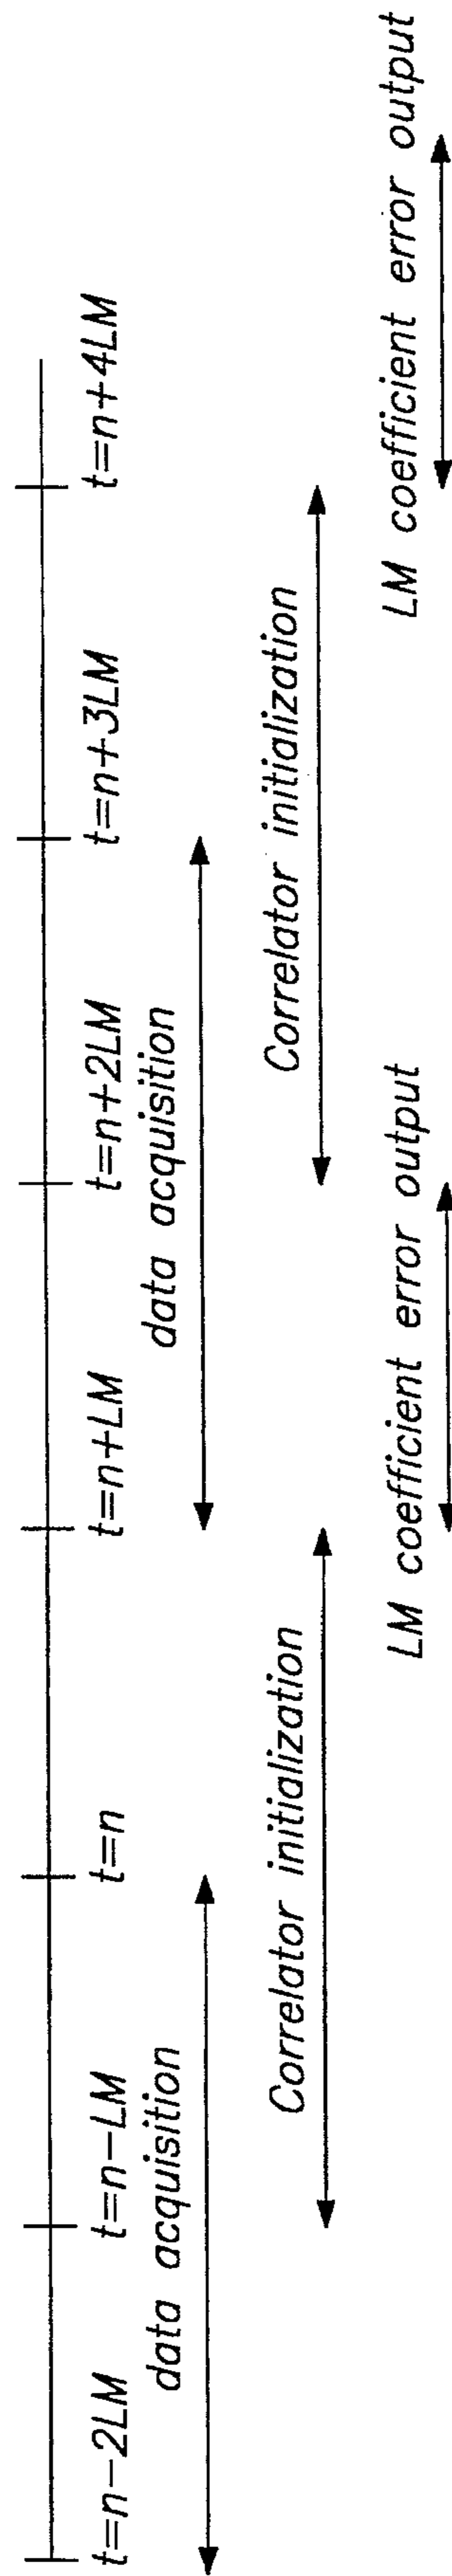 t=n-2LM
t=n-LM
t=n
t=n+LM
t=n+2LM
t=n+3LM
t=n+4LM
data acquisition
data acquisition
Correlator initialization
Correlator initialization
LM coefficient error output
LM coefficient error output